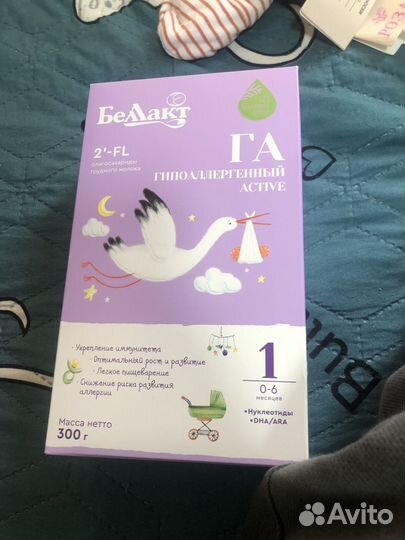 Беллакт
2'-FL
олигосахариды
грудного молока
ГА
ГИПОАЛЛЕРГЕННЫЙ
ACTIVE
• Укрепление иммунитета
• Оптимальный рост и развитие
• Легкое пищеварение
• Снижение риска развития
аллергии
1
0-6
месяцев
•Нуклеотиды
•DHA/ARA
Масса нетто
300 г
Avito